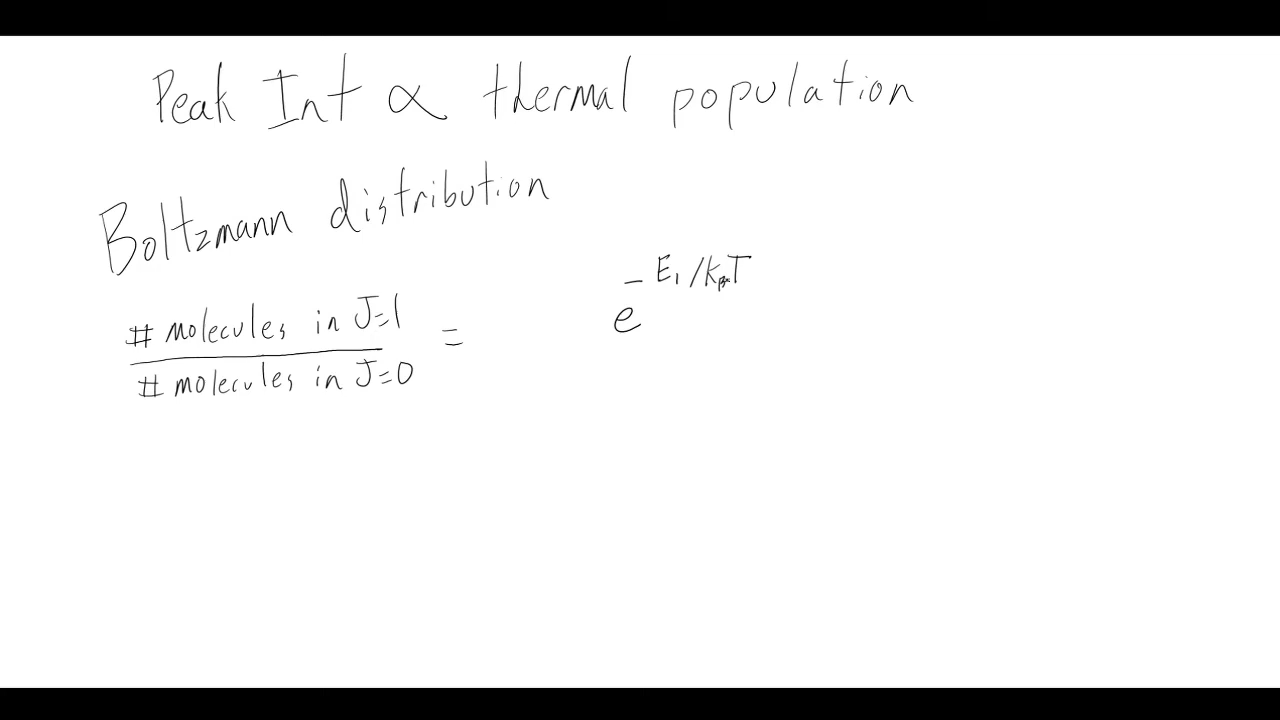 Peak Int ∝ thermal population
Boltzmann distribution
# molecules in J=1
# molecules in J=0
= e^{-E₁/k_BT}